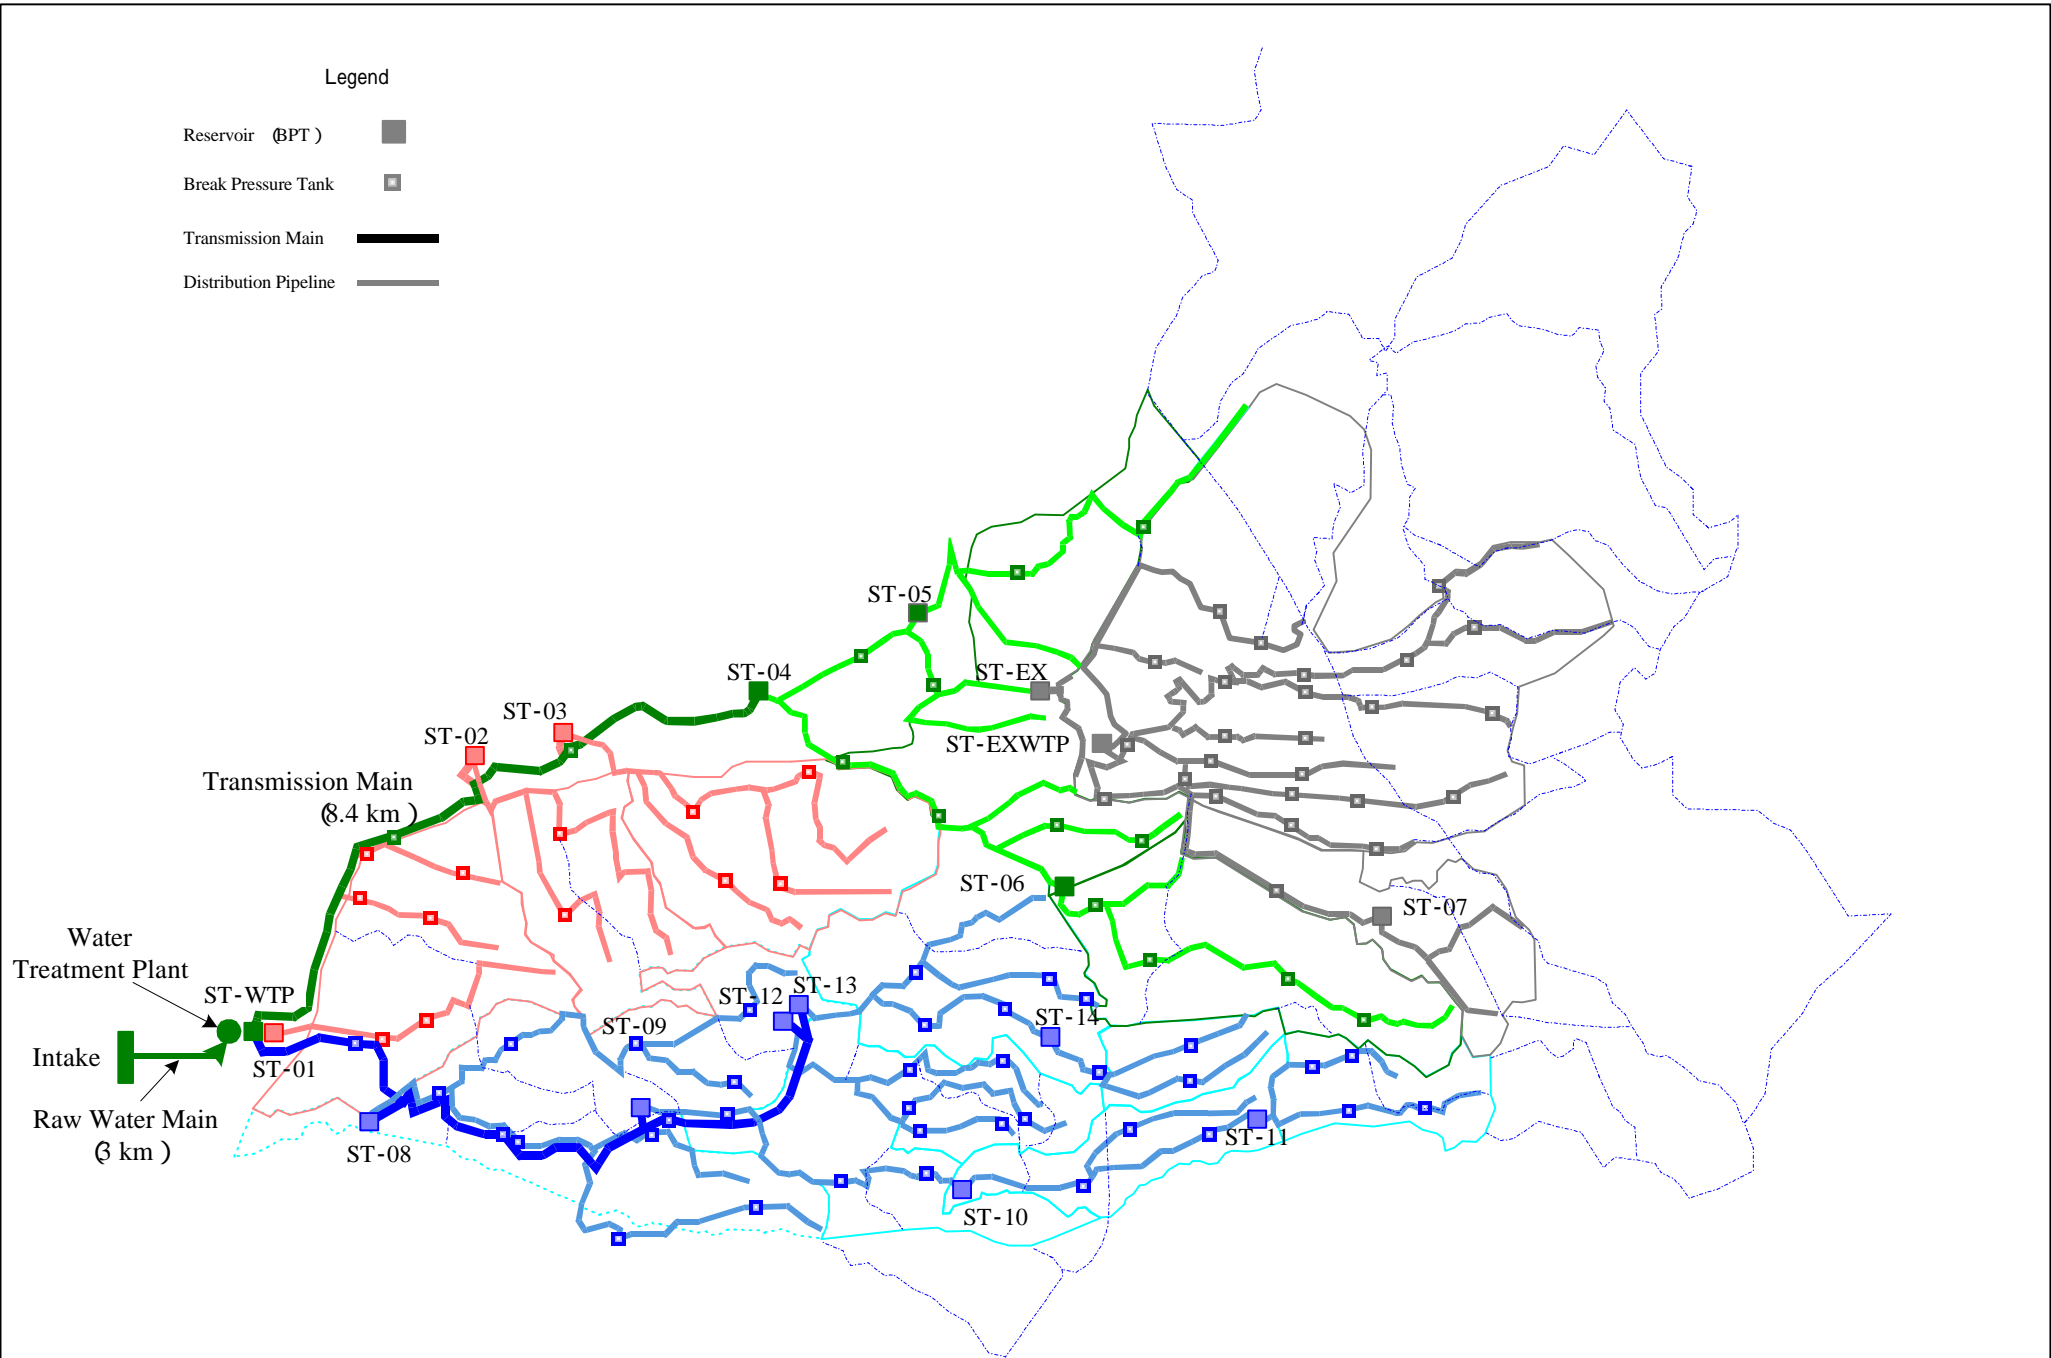 Legend
Reservoir (BPT)
Break Pressure Tank
Transmission Main
Distribution Pipeline
ST-05
ST-04
ST-EX
ST-03
ST-02
ST-EXWTP
Transmission Main
(8.4 km)
ST-06
ST-07
Water
Treatment Plant
ST-WTP
ST-12
ST-13
ST-09
ST-14
Intake
ST-01
Raw Water Main
(3 km)
ST-08
ST-11
ST-10